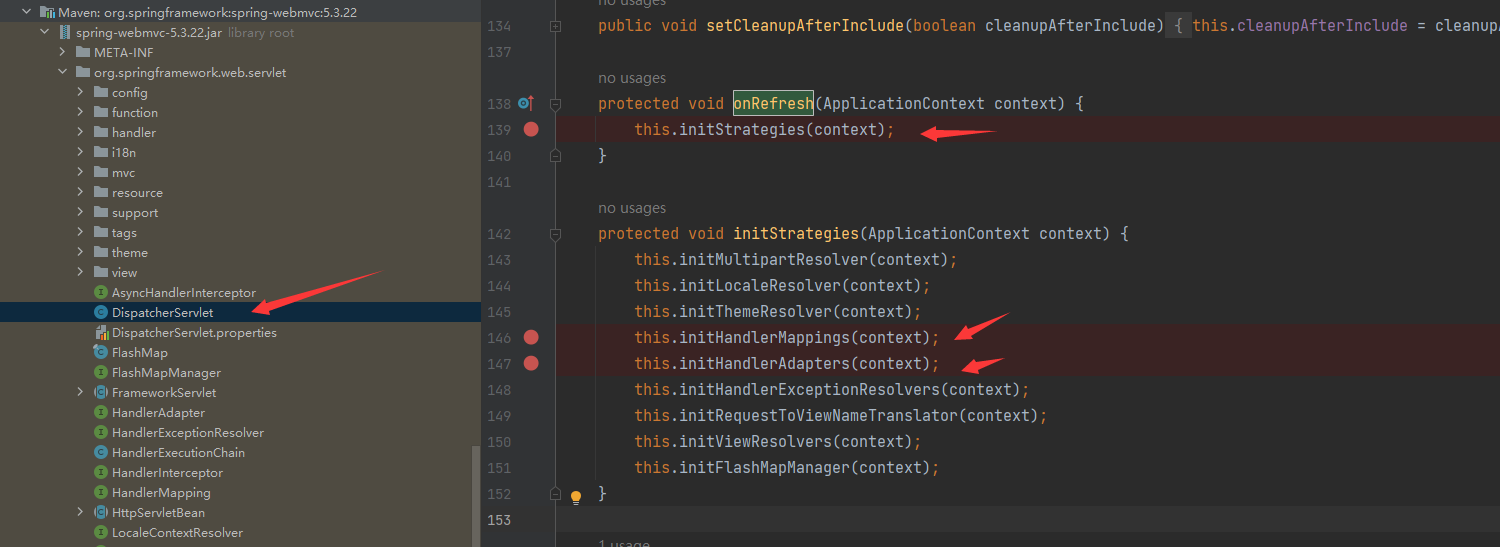 Maven: org.springframework:spring-webmvc:5.3.22
spring-webmvc-5.3.22.jar library root
META-INF
org.springframework.web.servlet
config
function
handler
i18n
mvc
resource
support
tags
theme
view
AsyncHandlerInterceptor
DispatcherServlet
DispatcherServlet.properties
FlashMap
FlashMapManager
FrameworkServlet
HandlerAdapter
HandlerExceptionResolver
HandlerExecutionChain
HandlerInterceptor
HandlerMapping
HttpServletBean
LocaleContextResolver
no usages
134 public void setCleanupAfterInclude(boolean cleanupAfterInclude) { this.cleanupAfterInclude = cleanupA
137
no usages
138 protected void onRefresh(ApplicationContext context) {
139 this.initStrategies(context);
140 }
141
no usages
142 protected void initStrategies(ApplicationContext context) {
143 this.initMultipartResolver(context);
144 this.initLocaleResolver(context);
145 this.initThemeResolver(context);
146 this.initHandlerMappings(context);
147 this.initHandlerAdapters(context);
148 this.initHandlerExceptionResolvers(context);
149 this.initRequestToViewNameTranslator(context);
150 this.initViewResolvers(context);
151 this.initFlashMapManager(context);
152 }
153
1 usage